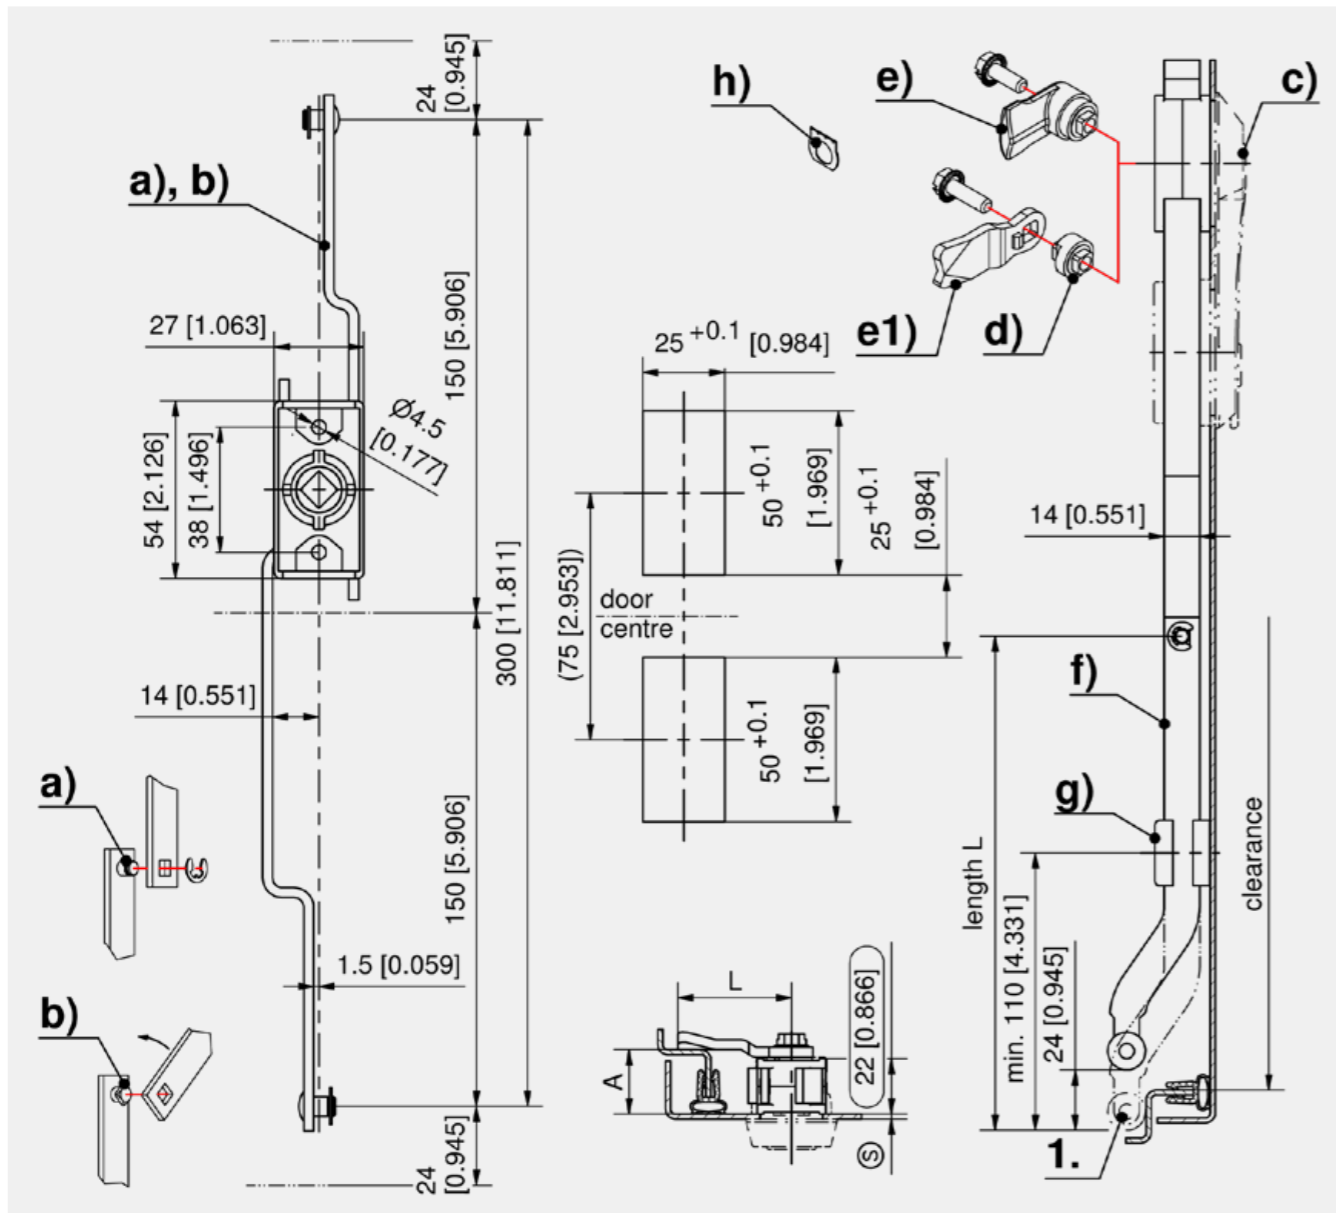 24
[0.945]
h)
e)
c)
a), b)
150 [5.906]
27 [1.063]
e1)
d)
25 +0.1 [0.984]
Ø4.5
[0.177]
54 [2.126]
38 [1.496]
50 +0.1
[1.969]
25 +0.1
[0.984]
14 [0.551]
300 [11.811]
(75 [2.953])
door
centre
14 [0.551]
f)
50 +0.1
[1.969]
a)
g)
length L
clearance
150 [5.906]
1.5 [0.059]
min. 110 [4.331]
24 [0.945]
b)
L
A
22 [0.866]
S
1.
24
[0.945]